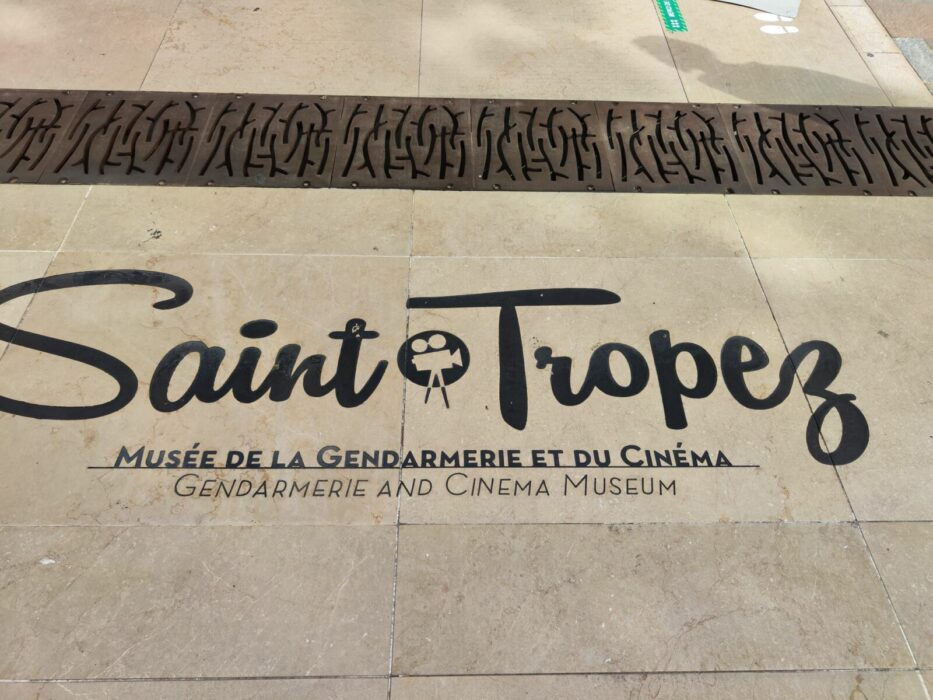 Saint Tropez
MUSÉE DE LA GENDARMERIE ET DU CINÉMA
GENDARMERIE AND CINEMA MUSEUM